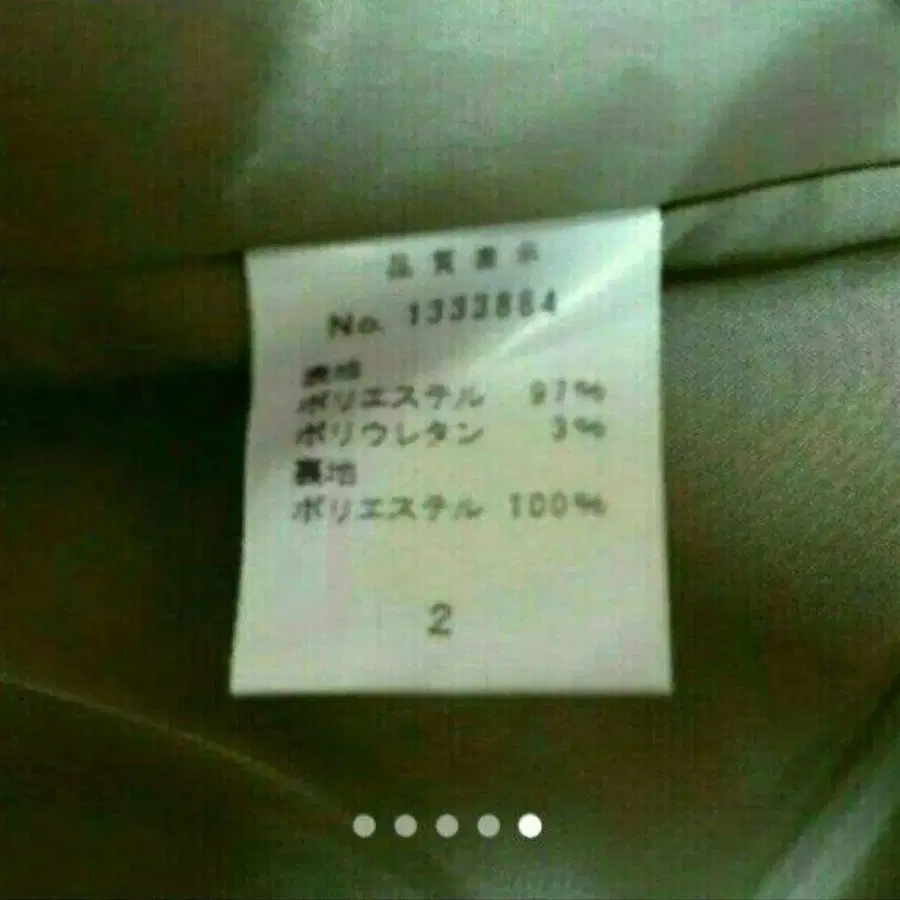 品質表示
No. 1333884
表地
ポリエステル 97%
ポリウレタン 3%
裏地
ポリエステル 100%
2